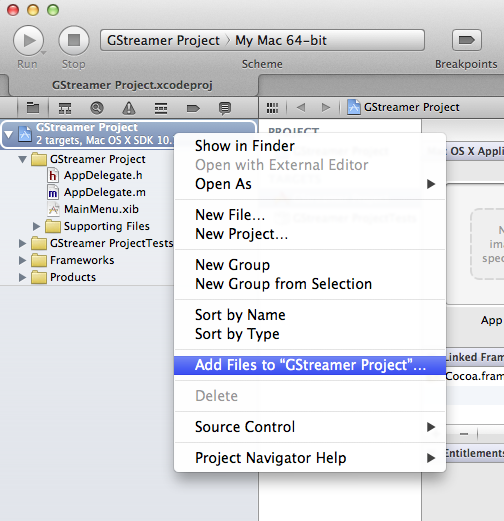 GStreamer Project
My Mac 64-bit
Run
Stop
Scheme
Breakpoints
GStreamer Project.xcodeproj
GStreamer Project
GStreamer Project
2 targets, Mac OS X SDK 10.
PROJECT
GStreamer Project
AppDelegate.h
AppDelegate.m
MainMenu.xib
Supporting Files
GStreamer ProjectTests
Frameworks
Products
Show in Finder
Open with External Editor
Open As
New File...
New Project...
New Group
New Group from Selection
Sort by Name
Sort by Type
Add Files to “GStreamer Project”...
Delete
Source Control
Project Navigator Help
OS X Applic
App
Linked Fram
Cocoa.fram
Entitlements